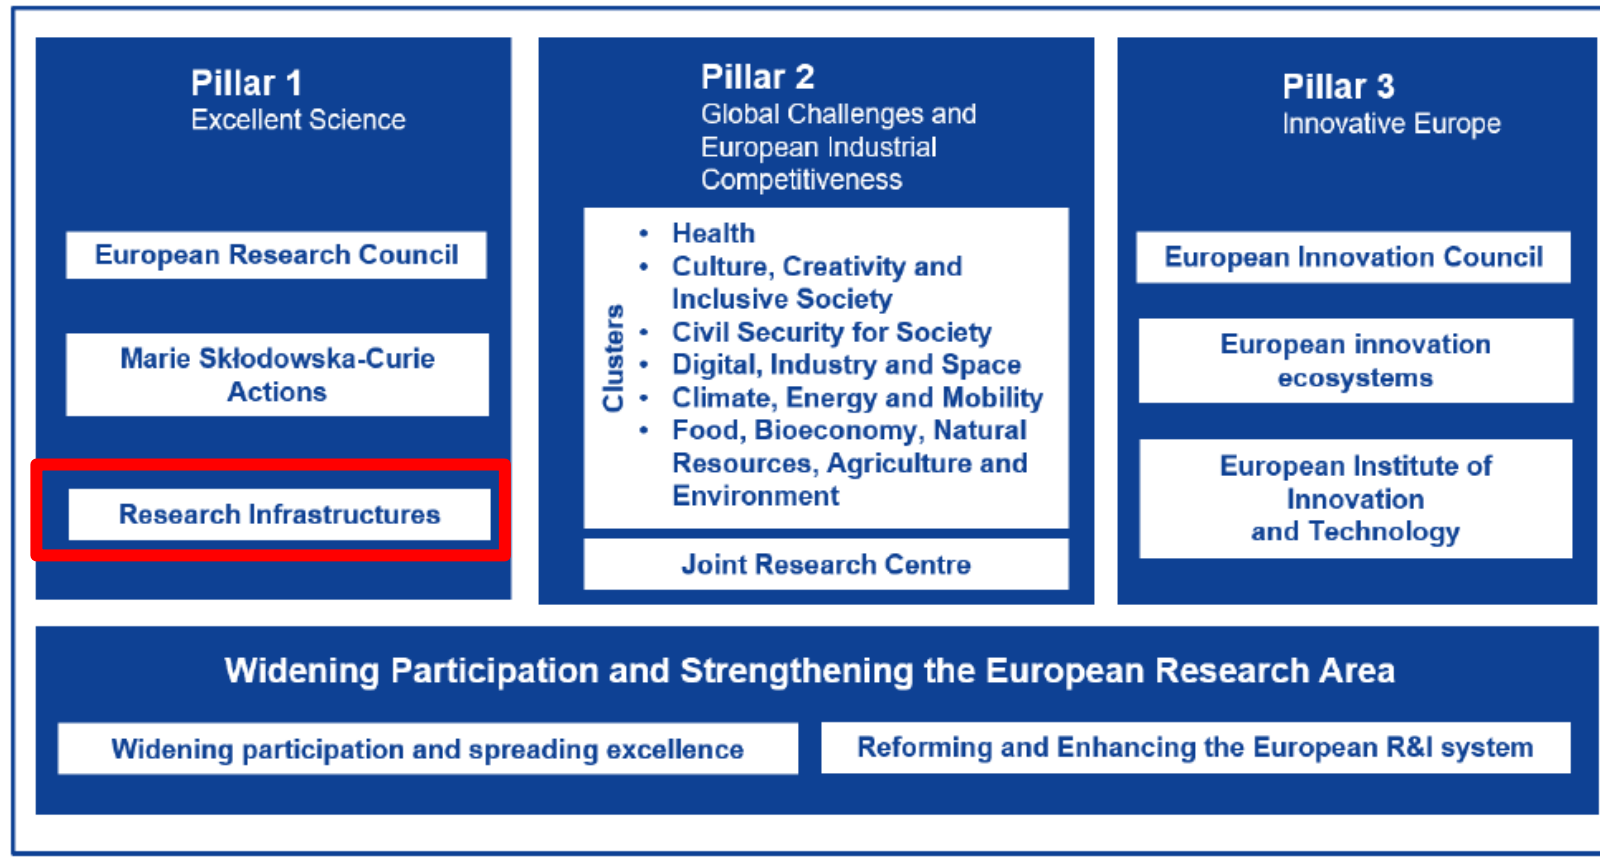 Pillar 1
Excellent Science
European Research Council
Marie Skłodowska-Curie
Actions
Research Infrastructures
Pillar 2
Global Challenges and
European Industrial
Competitiveness
Clusters
• Health
• Culture, Creativity and
Inclusive Society
• Civil Security for Society
• Digital, Industry and Space
• Climate, Energy and Mobility
• Food, Bioeconomy, Natural
Resources, Agriculture and
Environment
Joint Research Centre
Pillar 3
Innovative Europe
European Innovation Council
European innovation
ecosystems
European Institute of
Innovation
and Technology
Widening Participation and Strengthening the European Research Area
Widening participation and spreading excellence
Reforming and Enhancing the European R&I system